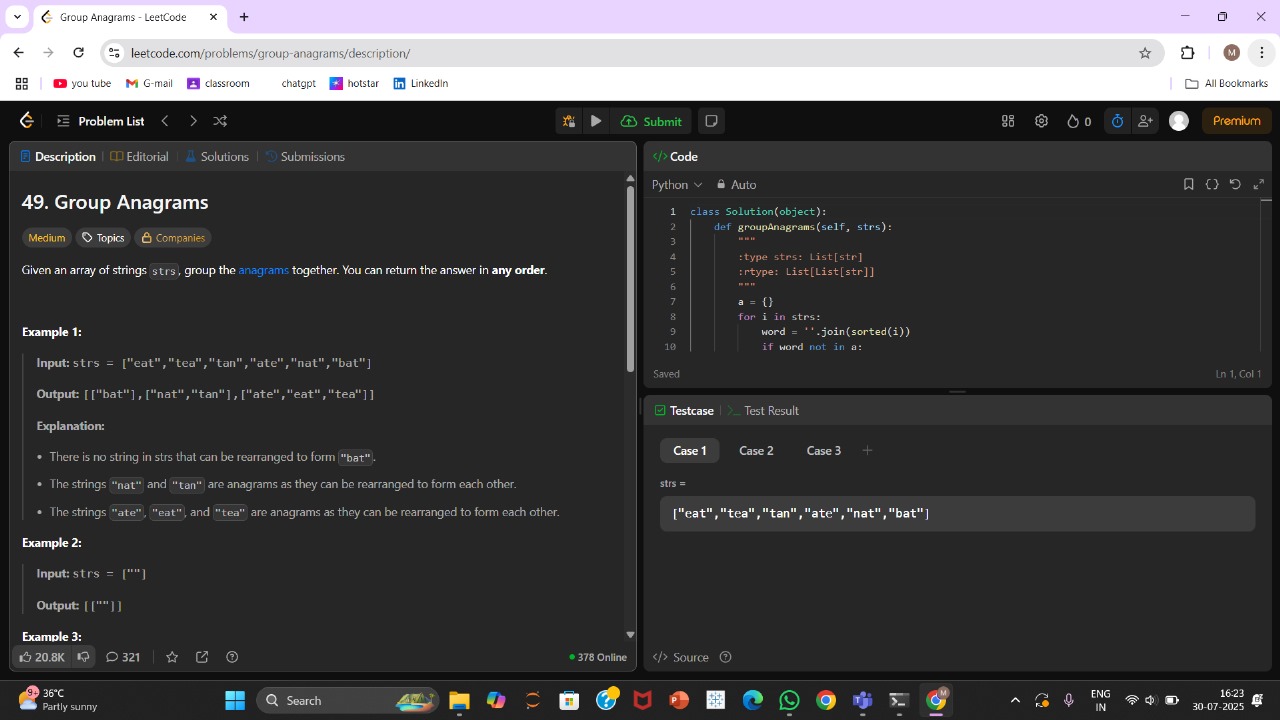 Group Anagrams - LeetCode
leetcode.com/problems/group-anagrams/description/
M
you tube
G-mail
classroom
chatgpt
hotstar
LinkedIn
All Bookmarks
Problem List
Submit
0
Premium
Description
Editorial
Solutions
Submissions
49. Group Anagrams
Medium
Topics
Companies
Given an array of strings strs, group the anagrams together. You can return the answer in any order.
Example 1:
Input: strs = ["eat","tea","tan","ate","nat","bat"]
Output: [["bat"],["nat","tan"],["ate","eat","tea"]]
Explanation:
• There is no string in strs that can be rearranged to form "bat".
• The strings "nat" and "tan" are anagrams as they can be rearranged to form each other.
• The strings "ate", "eat", and "tea" are anagrams as they can be rearranged to form each other.
Example 2:
Input: strs = [""]
Output: [[""]]
Example 3:
20.8K
321
378 Online
Code
Python
Auto
1 class Solution(object):
2 def groupAnagrams(self, strs):
3 """
4 :type strs: List[str]
5 :rtype: List[List[str]]
6 """
7 a = {}
8 for i in strs:
9 word = ''.join(sorted(i))
10 if word not in a:
Saved
Ln 1, Col 1
Testcase
Test Result
Case 1
Case 2
Case 3
strs =
["eat","tea","tan","ate","nat","bat"]
Source
9+
36°C
Partly sunny
Search
M
ENG
IN
16:23
30-07-2025